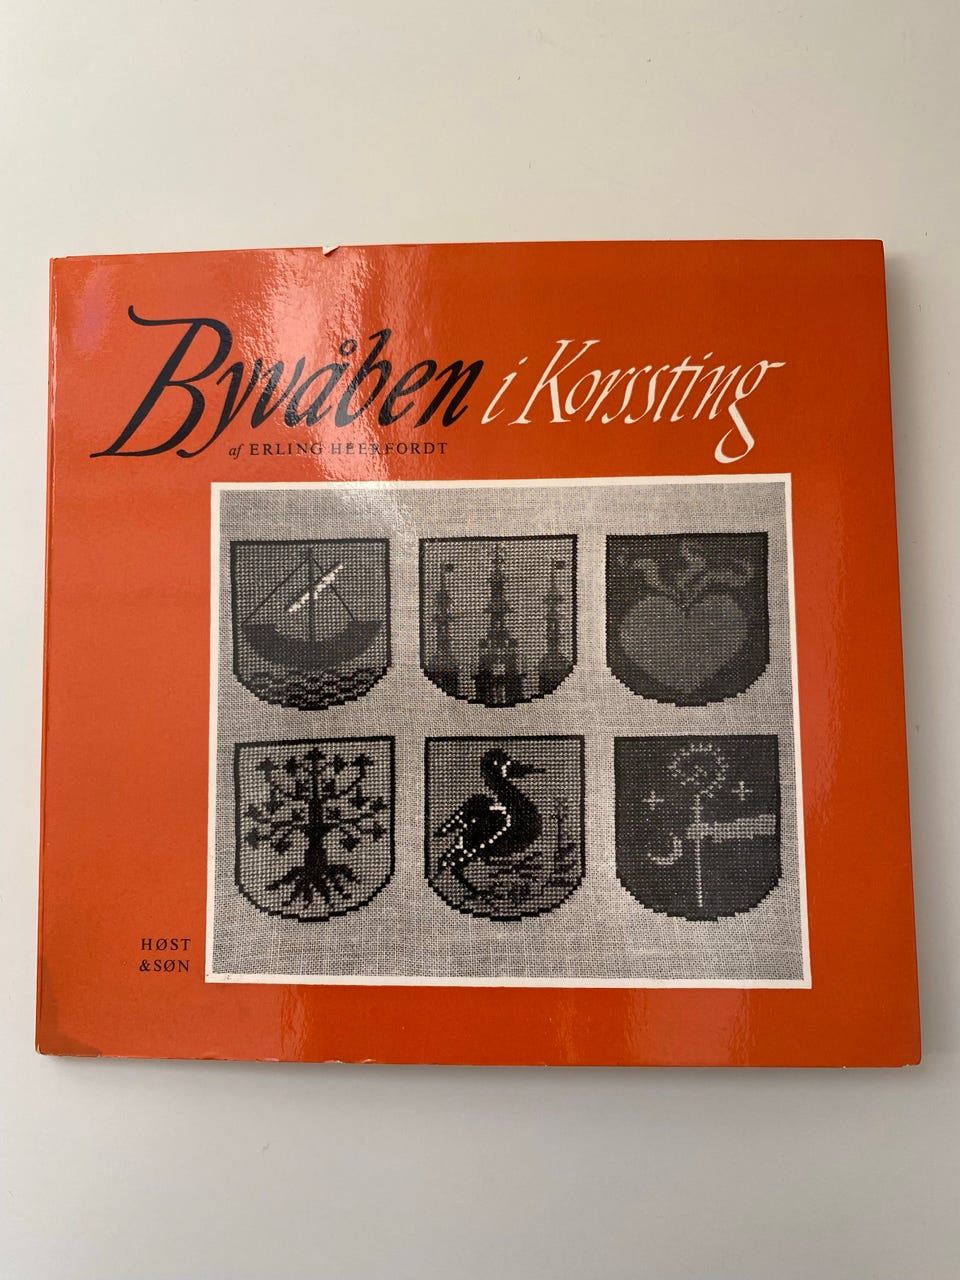 Byvåben i Korssting
af ERLING HEERFORDT
HØST
&SØN